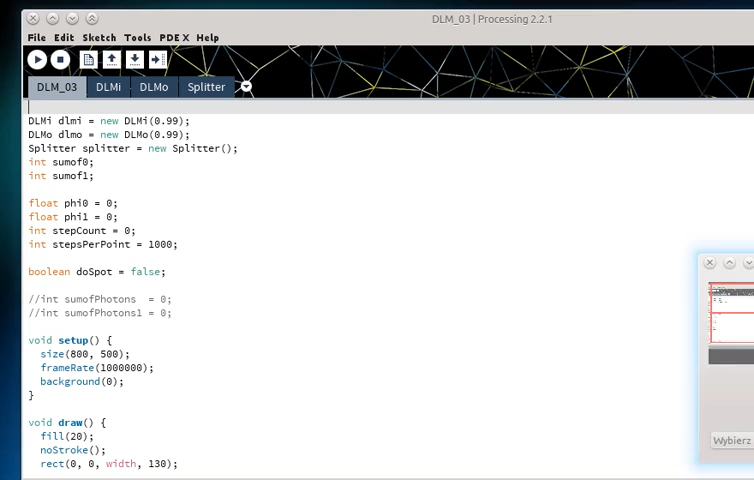 DLM_03 | Processing 2.2.1
File Edit Sketch Tools PDE X Help
DLM_03 DLMi DLMo Splitter
DLMi dlmi = new DLMi(0.99);
DLMo dlmo = new DLMo(0.99);
Splitter splitter = new Splitter();
int sumof0;
int sumof1;
float phi0 = 0;
float phi1 = 0;
int stepCount = 0;
int stepsPerPoint = 1000;
boolean doSpot = false;
//int sumofPhotons  = 0;
//int sumofPhotons1 = 0;
void setup() {
size(800, 500);
frameRate(1000000);
background(0);
}
void draw() {
fill(20);
noStroke();
rect(0, 0, width, 130);
Wybierz